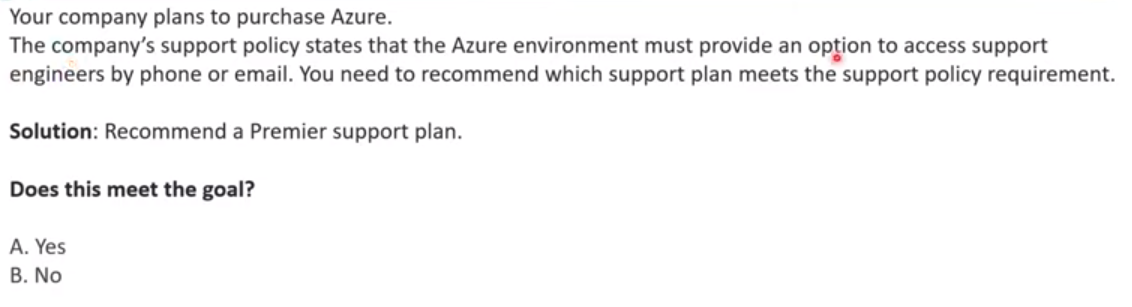 Your company plans to purchase Azure.
The company's support policy states that the Azure environment must provide an option to access support
engineers by phone or email. You need to recommend which support plan meets the support policy requirement.
Solution: Recommend a Premier support plan.
Does this meet the goal?
A. Yes
B. No